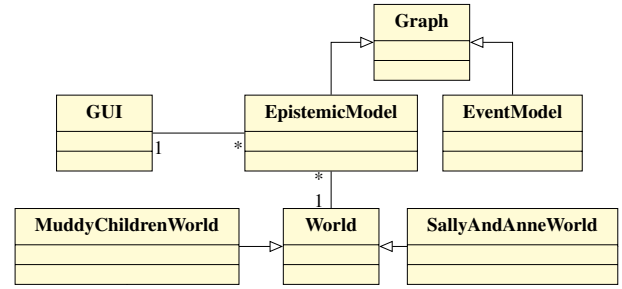 Graph
GUI
EpistemicModel
EventModel
1
*
*
1
MuddyChildrenWorld
World
SallyAndAnneWorld